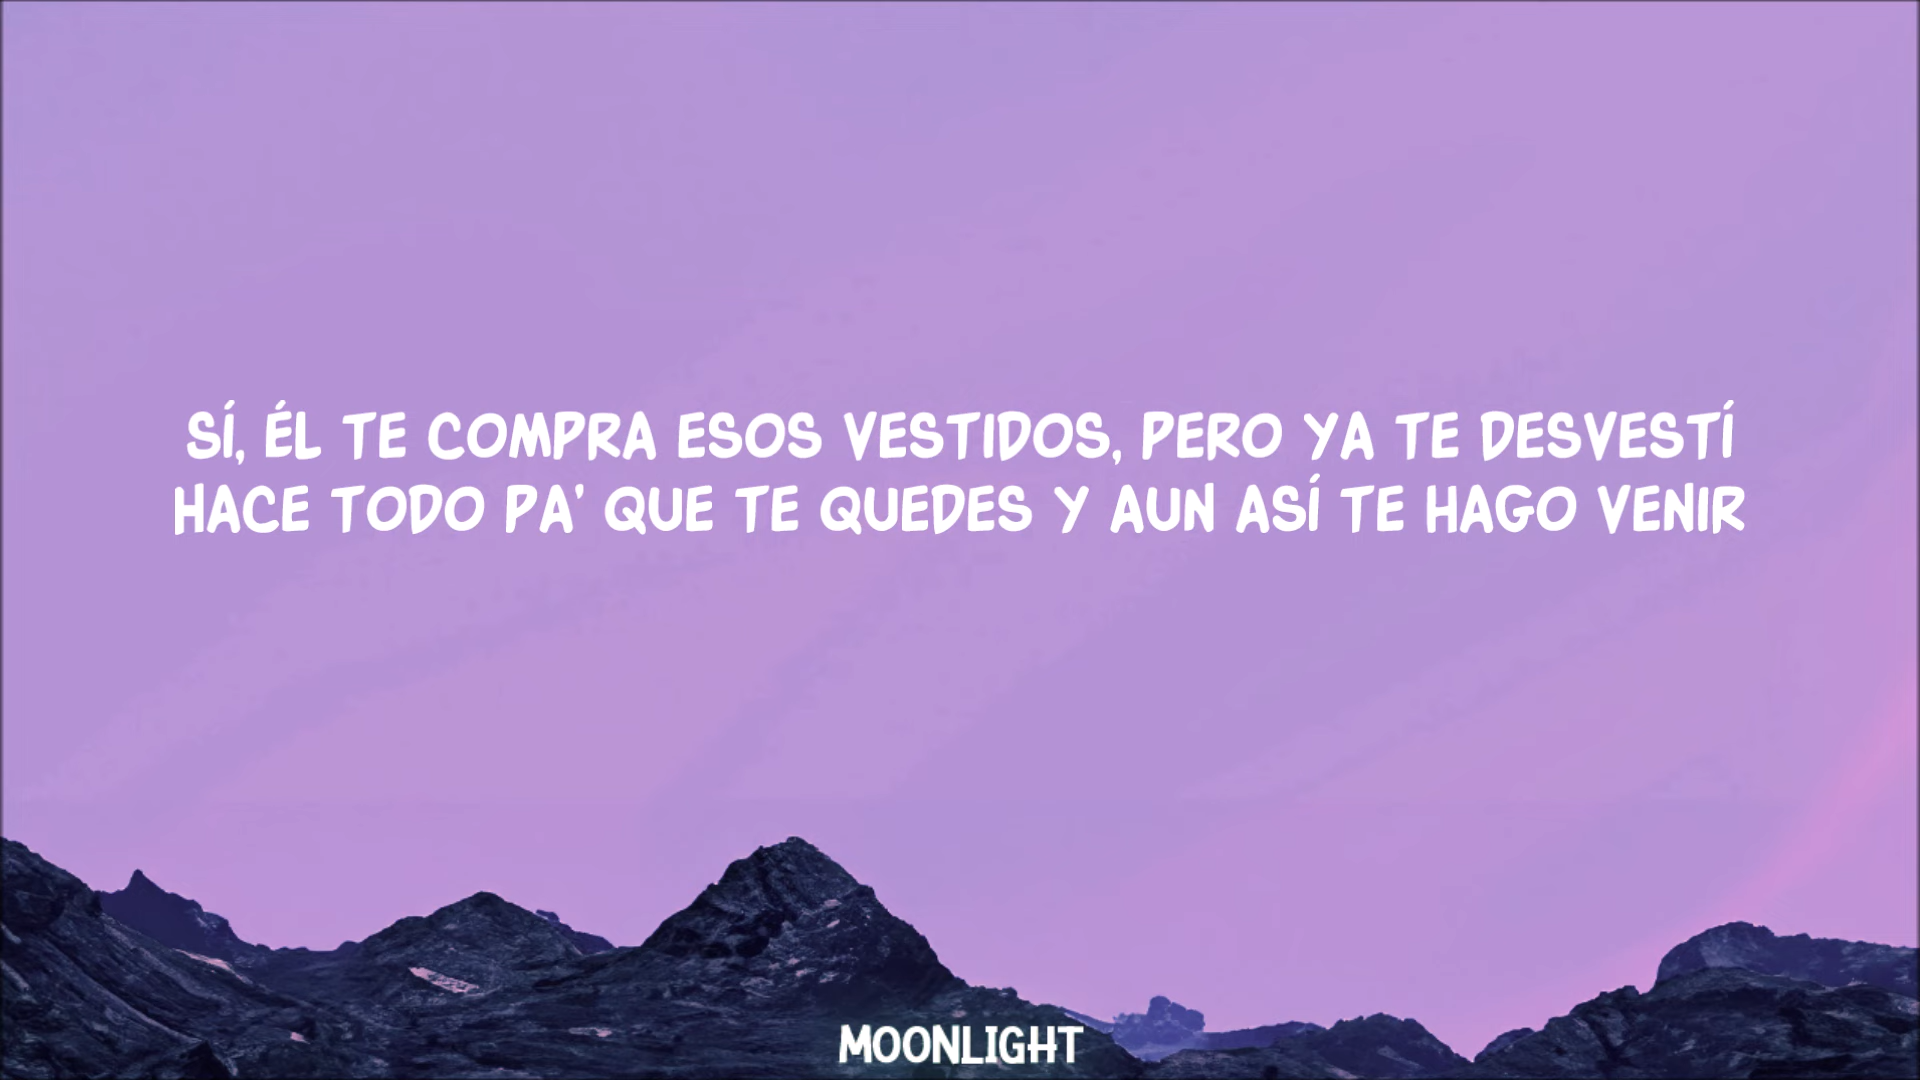 SÍ, ÉL TE COMPRA ESOS VESTIDOS, PERO YA TE DESVESTÍ
HACE TODO PA' QUE TE QUEDES Y AUN ASÍ TE HAGO VENIR
MOONLIGHT